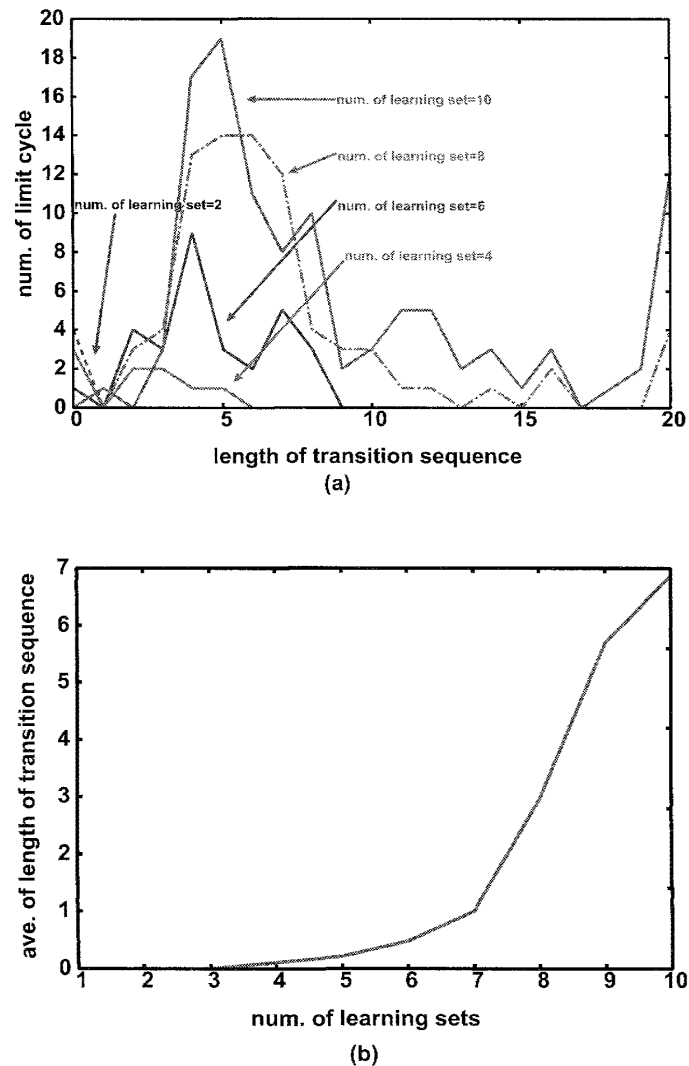 20
18
16
14
12
10
8
6
4
2
0
num. of limit cycle
num. of learning set=10
num. of learning set=8
num. of learning set=2
num. of learning set=6
num. of learning set=4
0 5 10 15 20
length of transition sequence
(a)
7
6
5
4
3
2
1
0
ave. of length of transition sequence
1 2 3 4 5 6 7 8 9 10
num. of learning sets
(b)